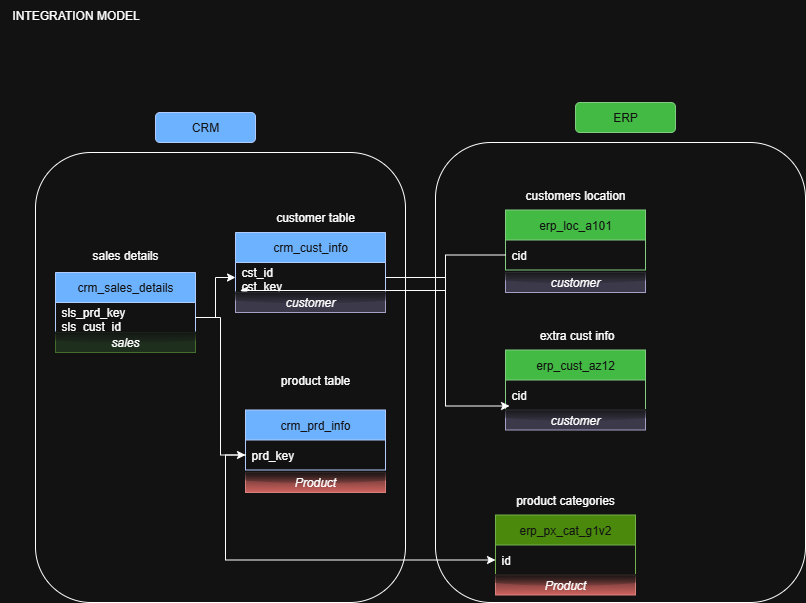 INTEGRATION MODEL
CRM
ERP
customers location
erp_loc_a101
cid
customer
customer table
crm_cust_info
cst_id
cst_key
customer
sales details
crm_sales_details
sls_prd_key
sls_cust_id
sales
extra cust info
erp_cust_az12
cid
customer
product table
crm_prd_info
prd_key
Product
product categories
erp_px_cat_g1v2
id
Product